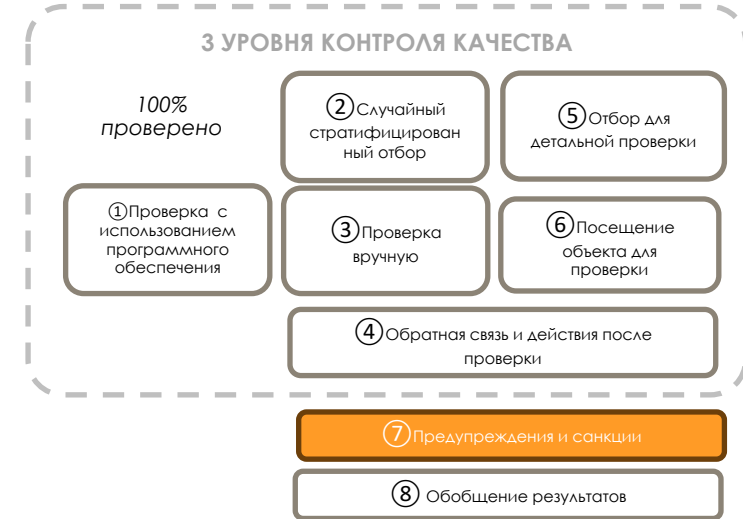 3 УРОВНЯ КОНТРОЛЯ КАЧЕСТВА
100%
проверено
①Проверка с
использованием
программного
обеспечения
②Случайный
стратифицирован
ный отбор
③Проверка
вручную
④Обратная связь и действия после
проверки
⑤Отбор для
детальной проверки
⑥Посещение
объекта для
проверки
⑦Предупреждения и санкции
⑧ Обобщение результатов